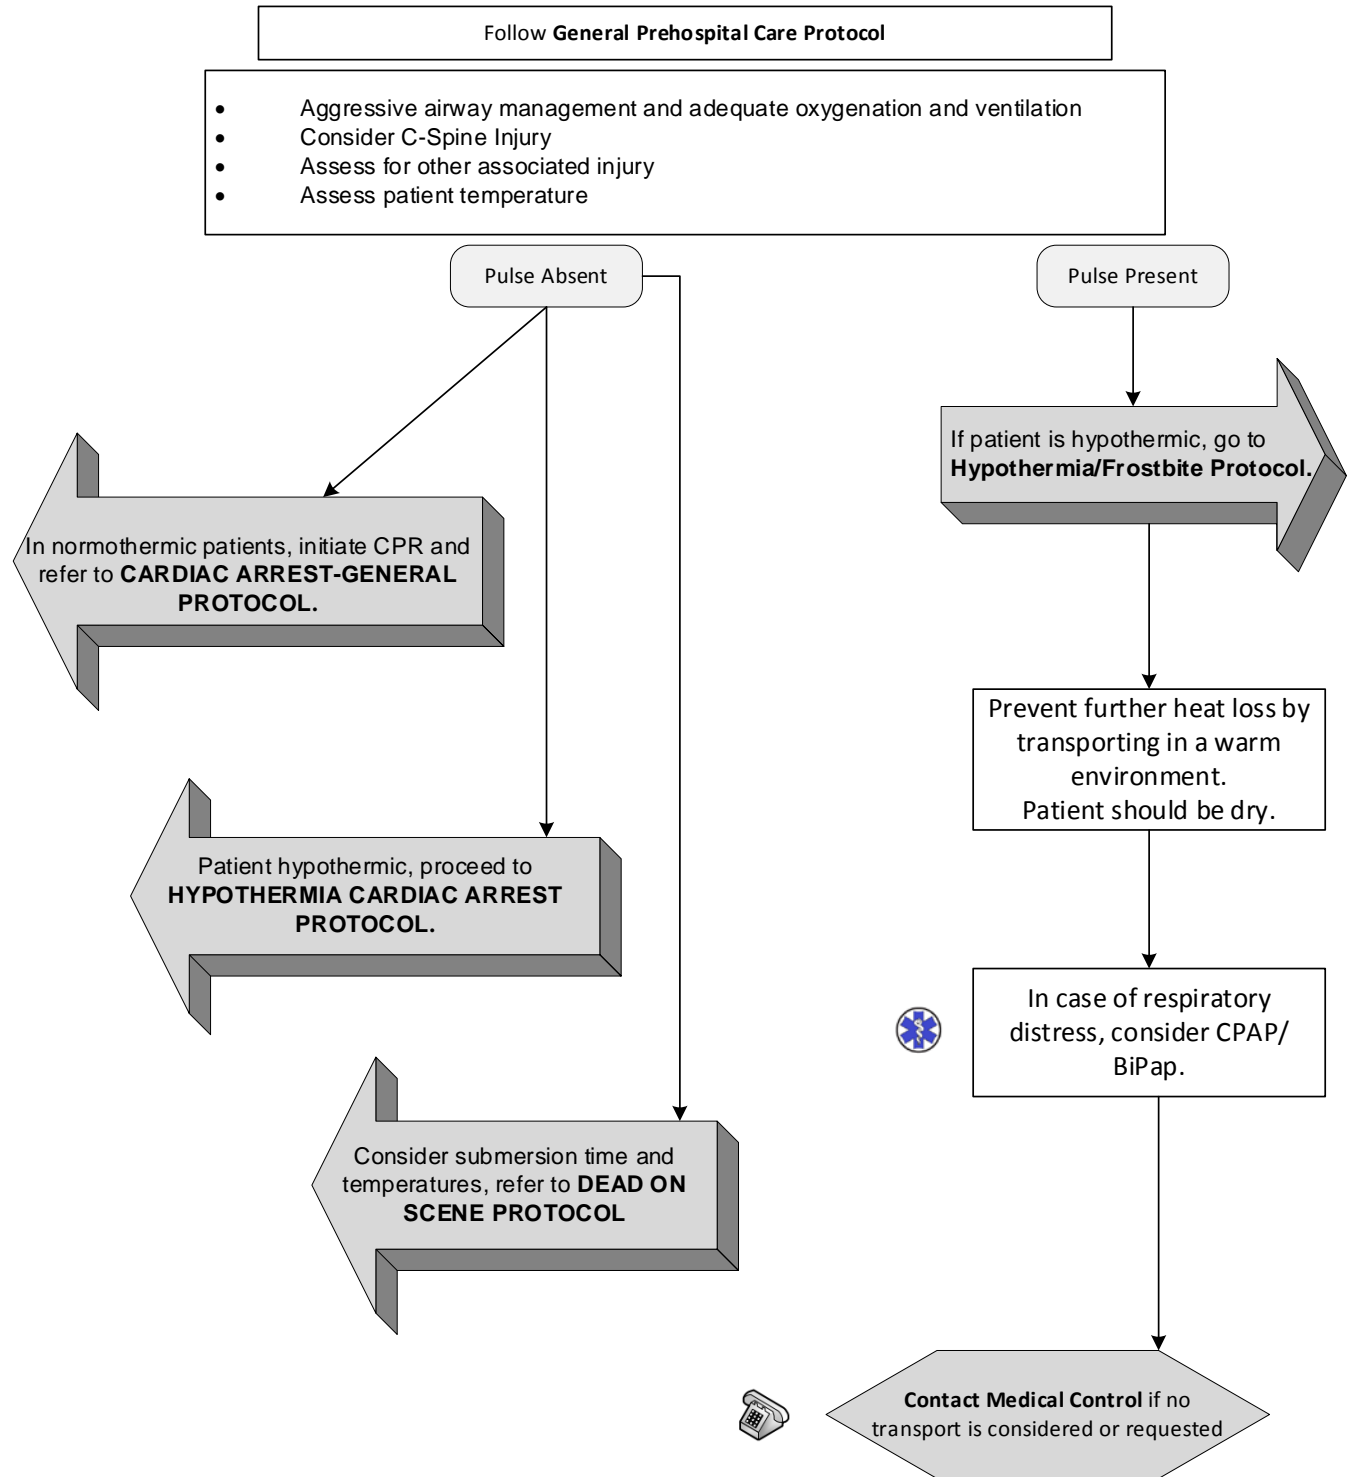 Follow General Prehospital Care Protocol
• Aggressive airway management and adequate oxygenation and ventilation
• Consider C-Spine Injury
• Assess for other associated injury
• Assess patient temperature
Pulse Absent
Pulse Present
In normothermic patients, initiate CPR and
refer to CARDIAC ARREST-GENERAL
PROTOCOL.
Patient hypothermic, proceed to
HYPOTHERMIA CARDIAC ARREST
PROTOCOL.
Consider submersion time and
temperatures, refer to DEAD ON
SCENE PROTOCOL
If patient is hypothermic, go to
Hypothermia/Frostbite Protocol.
Prevent further heat loss by
transporting in a warm
environment.
Patient should be dry.
In case of respiratory
distress, consider CPAP/
BiPap.
Contact Medical Control if no
transport is considered or requested